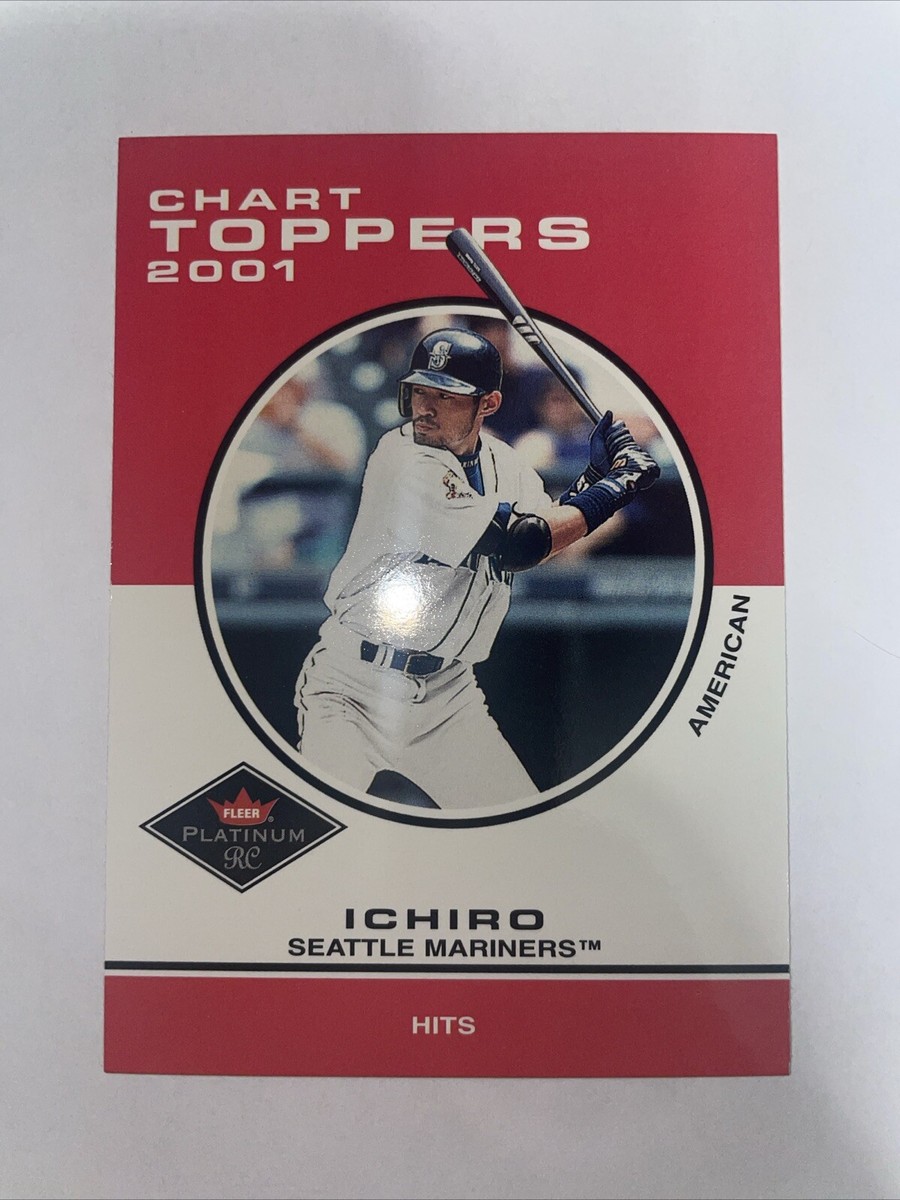 CHART
TOPPERS
2001
AMERICAN
FLEER®
PLATINUM
RC
ICHIRO
SEATTLE MARINERS™
HITS